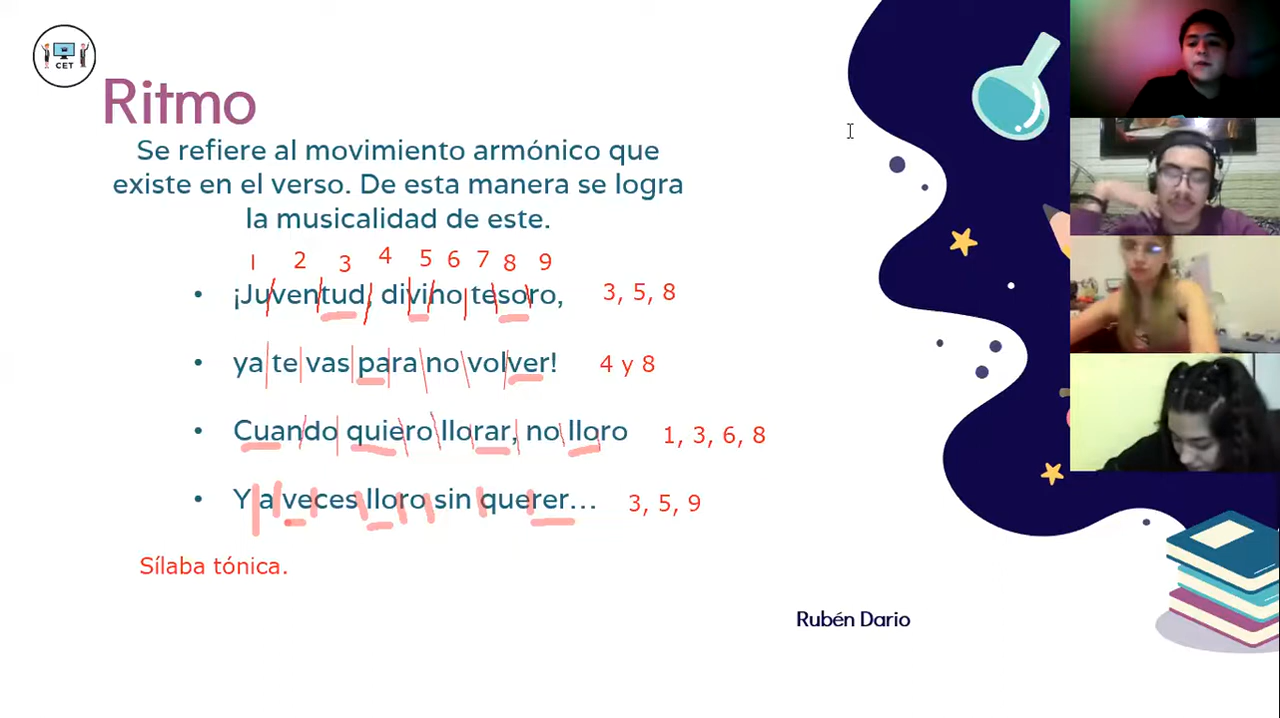 CET
Ritmo
Se refiere al movimiento armónico que
existe en el verso. De esta manera se logra
la musicalidad de este.
1 2 3 4 5 6 7 8 9
• ¡Juventud, divino tesoro, 3, 5, 8
• ya te vas para no volver! 4 y 8
• Cuando quiero llorar, no lloro 1, 3, 6, 8
• Y a veces lloro sin querer... 3, 5, 9
Sílaba tónica.
Rubén Dario